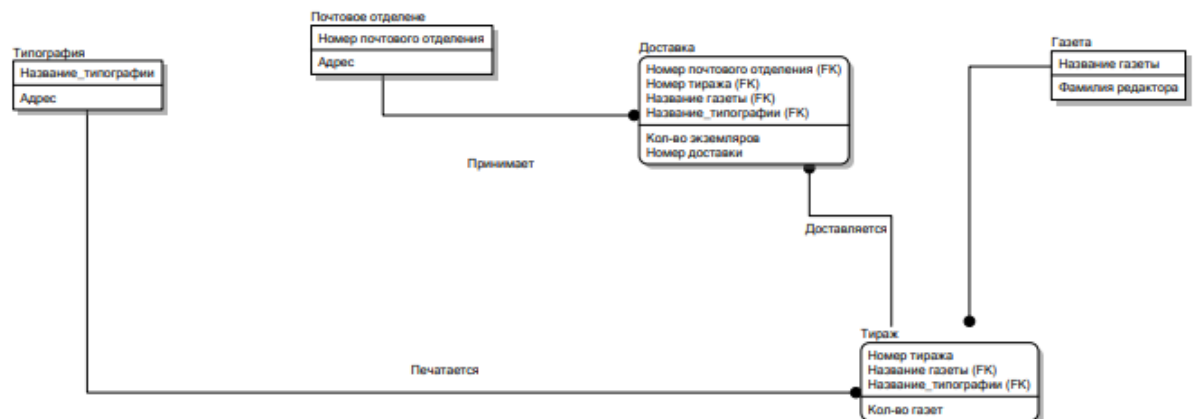 Почтовое отделене
Номер почтового отделения
Адрес
Типография
Название_типографии
Адрес
Доставка
Номер почтового отделения (FK)
Номер тиража (FK)
Название газеты (FK)
Название_типографии (FK)
Кол-во экземляров
Номер доставки
Газета
Название газеты
Фамилия редактора
Принимает
Доставляется
Печатается
Тираж
Номер тиража
Название газеты (FK)
Название_типографии (FK)
Кол-во газет